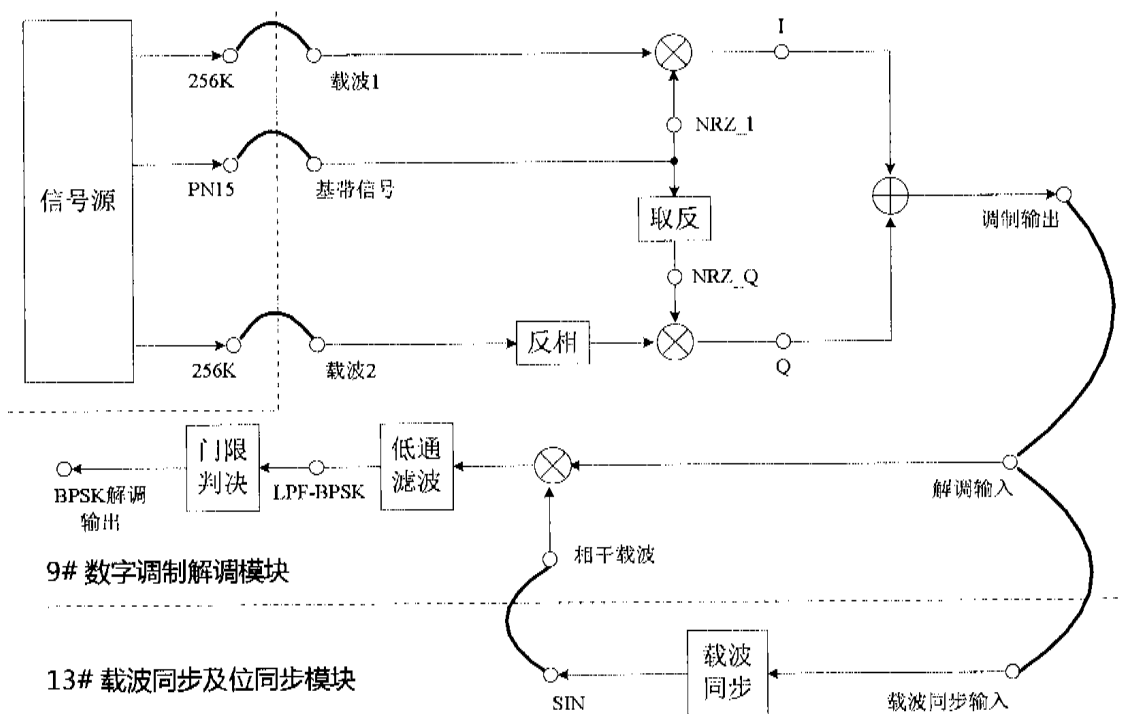 I
256K
载波1
NRZ_1
PN15
基带信号
信号源
取反
调制输出
NRZ_Q
反相
256K
载波2
Q
门限
判决
低通
滤波
BPSK解调
输出
LPF-BPSK
解调输入
相干载波
9# 数字调制解调模块
载波
同步
13# 载波同步及位同步模块
SIN
载波同步输入